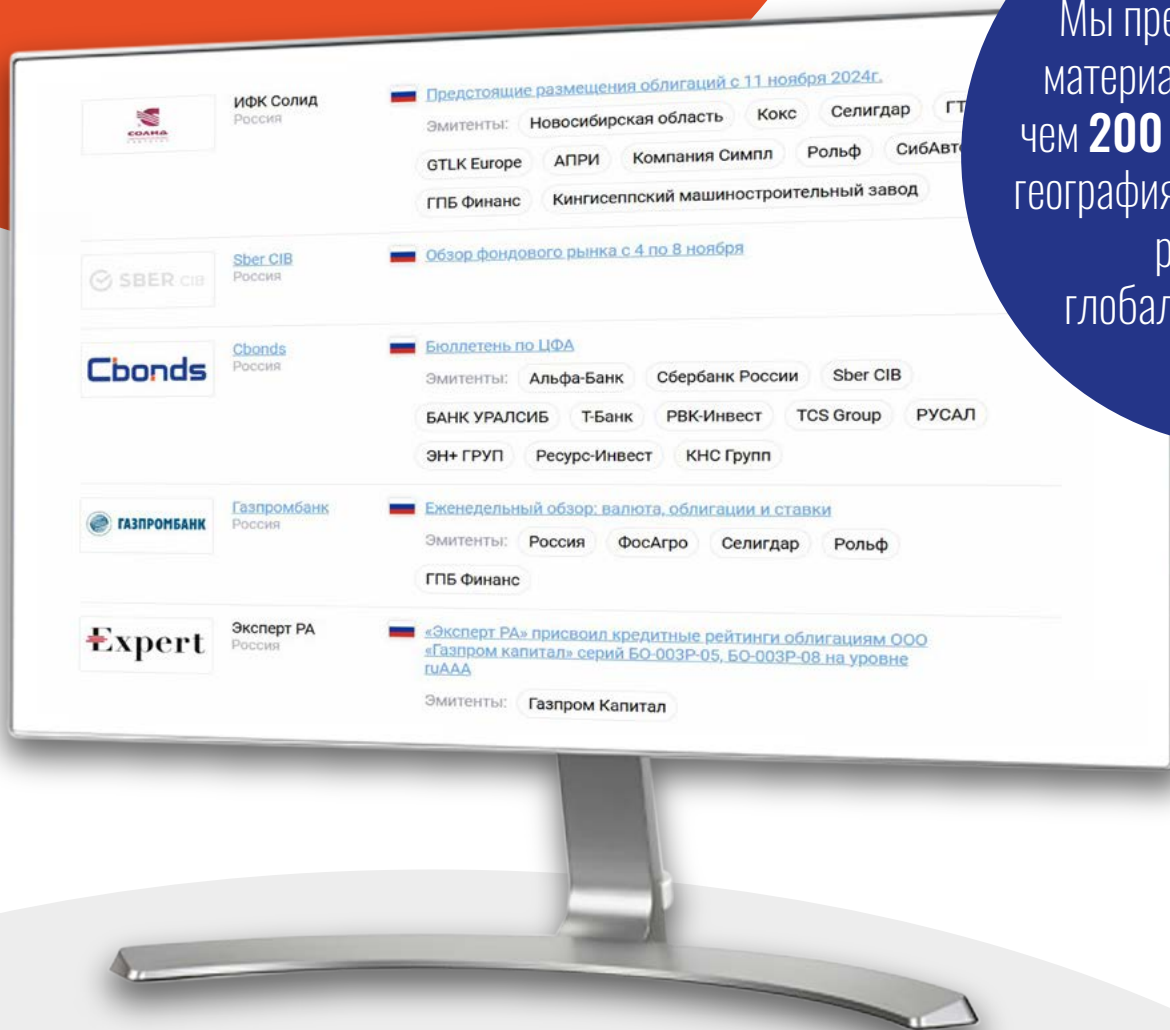 Мы
чем 200
СОЛИД
ИФК Солид
Россия
Предстоящие размещения облигаций с 11 ноября 2024г.
Эмитенты: Новосибирская область Кокс Селигдар
GTLK Europe АПРИ Компания Симпл Рольф
ГПБ Финанс Кингисеппский машиностроительный завод
SBER CIB
Sber CIB
Россия
Обзор фондового рынка с 4 по 8 ноября
Cbonds
Cbonds
Россия
Бюллетень по ЦФА
Эмитенты: Альфа-Банк Сбербанк России Sber CIB
БАНК УРАЛСИБ Т-Банк РВК-Инвест TCS Group РУСАЛ
ЭН+ ГРУП Ресурс-Инвест КНС Групп
ГАЗПРОМБАНК
Газпромбанк
Россия
Еженедельный обзор: валюта, облигации и ставки
Эмитенты: Россия ФосАгро Селигдар Рольф
ГПБ Финанс
Expert
Эксперт РА
Россия
«Эксперт РА» присвоил кредитные рейтинги облигациям ООО
«Газпром капитал» серий БО-003Р-05, БО-003Р-08 на уровне
ruAAA
Эмитенты: Газпром Капитал